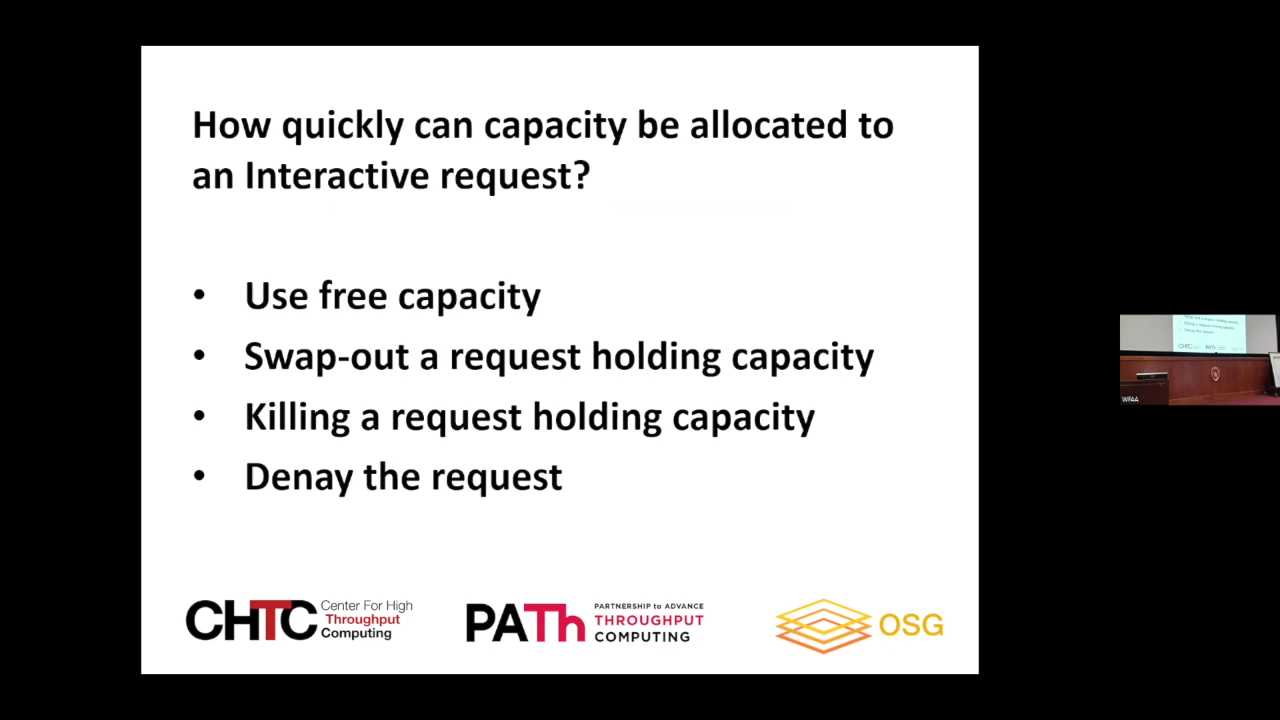 How quickly can capacity be allocated to
an Interactive request?
• Use free capacity
• Swap-out a request holding capacity
• Killing a request holding capacity
• Denay the request
CHTC Center For High
Throughput
Computing
PATh PARTNERSHIP to ADVANCE
THROUGHPUT
COMPUTING
OSG